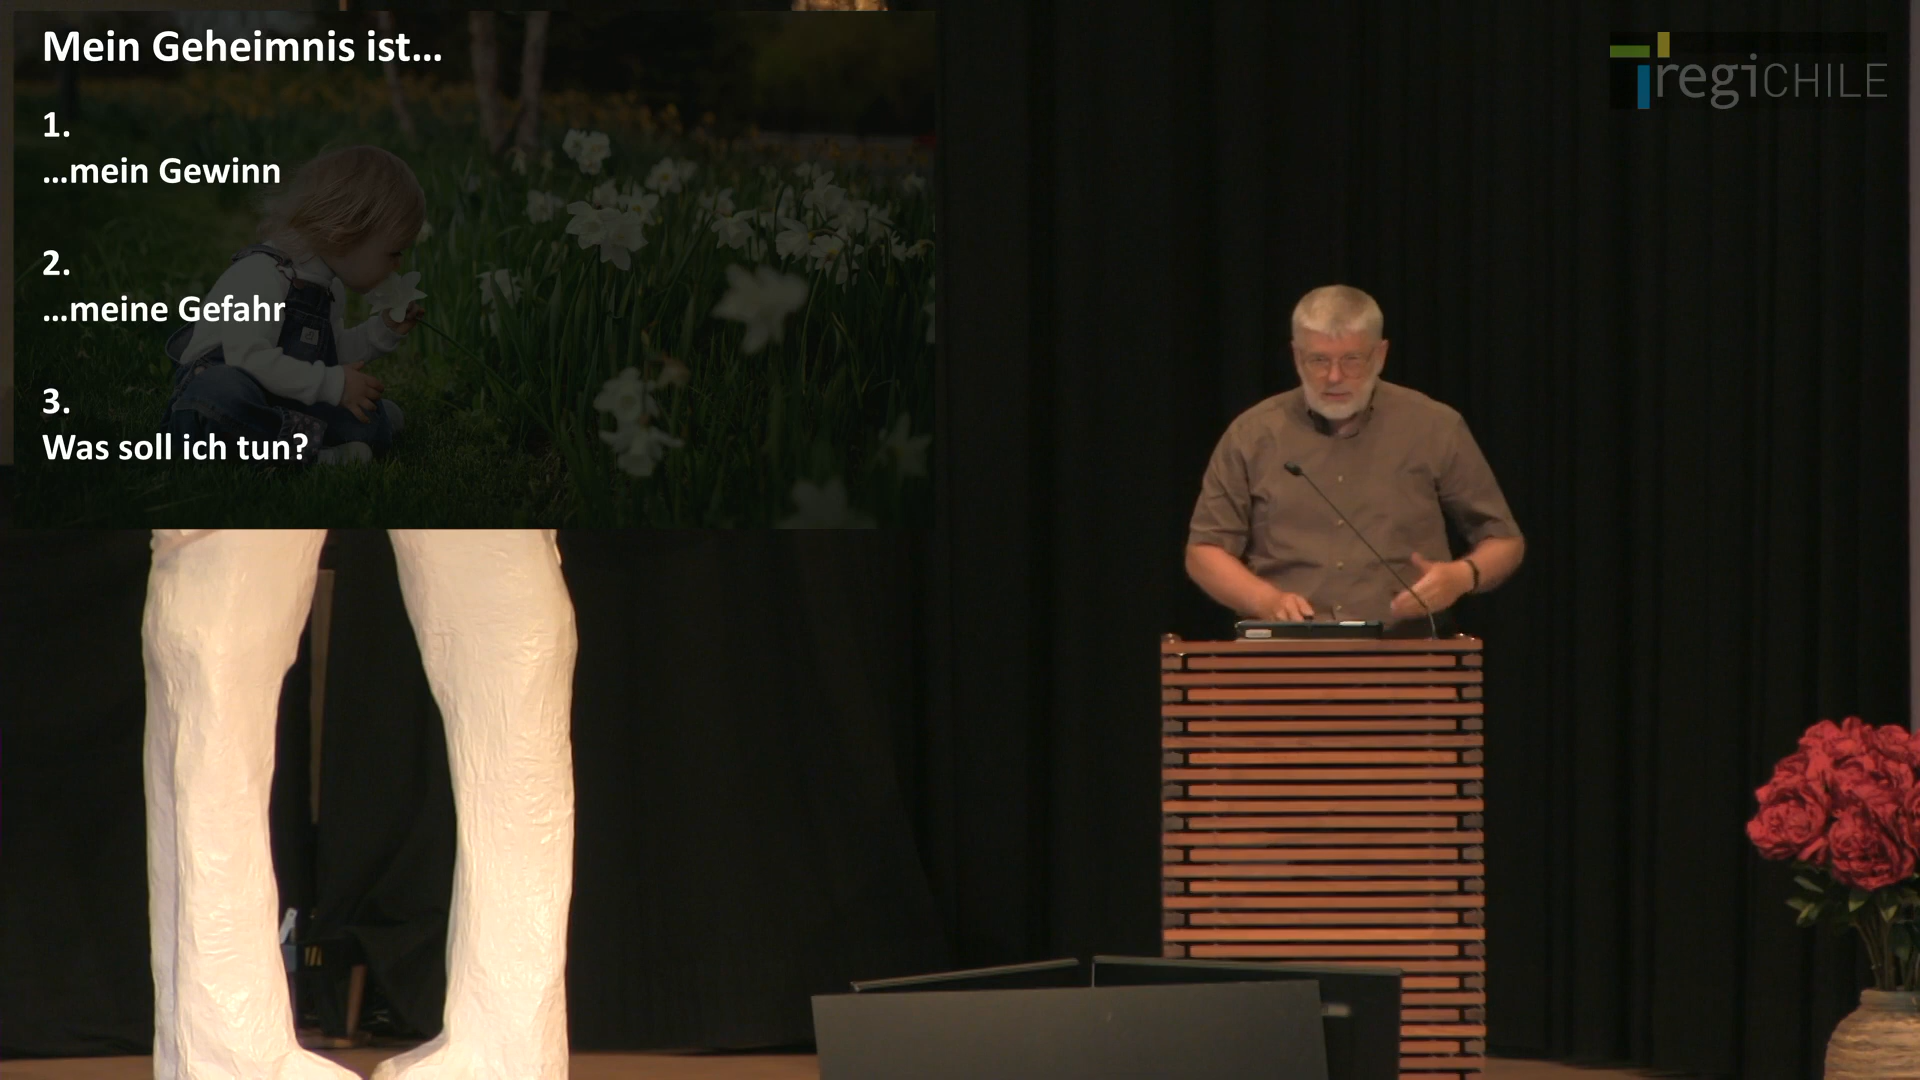 Mein Geheimnis ist...
1.
...mein Gewinn
2.
...meine Gefahr
3.
Was soll ich tun?
regiCHILE